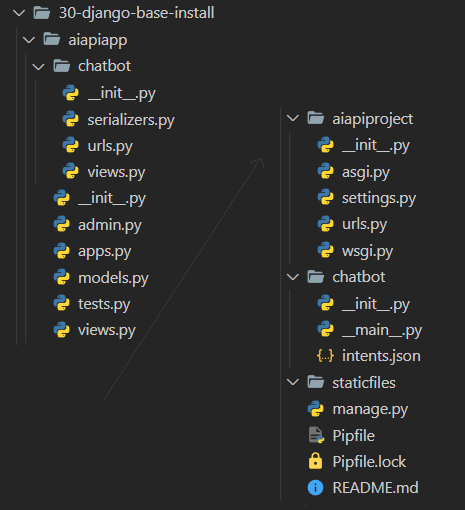 30-django-base-install
aiapiapp
chatbot
__init__.py
serializers.py
urls.py
views.py
__init__.py
admin.py
apps.py
models.py
tests.py
views.py
aiapiproject
__init__.py
asgi.py
settings.py
urls.py
wsgi.py
chatbot
__init__.py
__main__.py
{..} intents.json
staticfiles
manage.py
Pipfile
Pipfile.lock
README.md